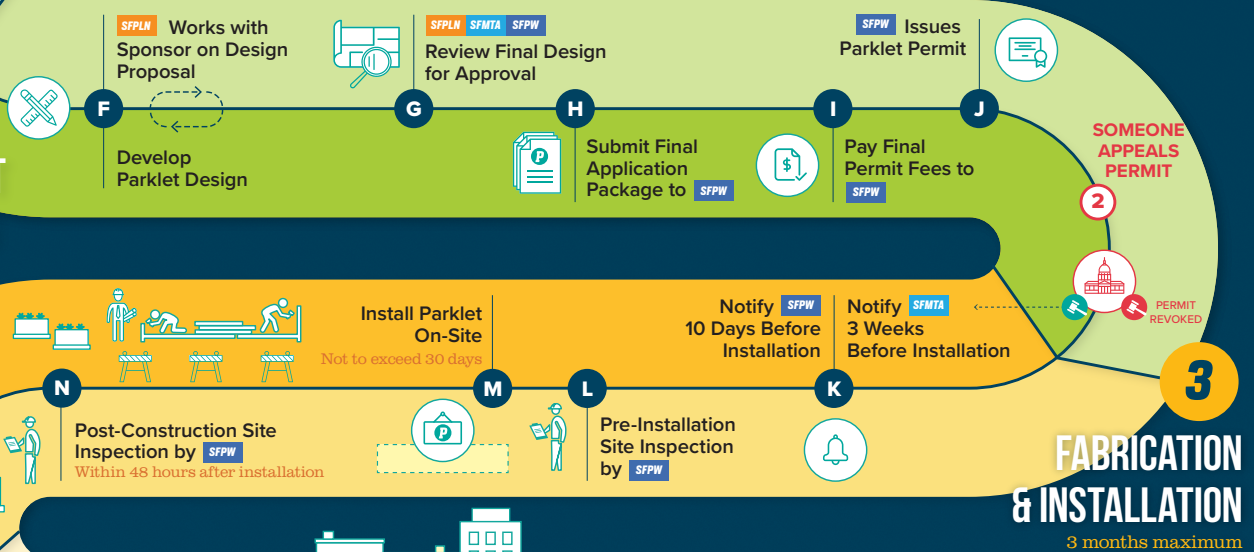 SFPLN Works with
Sponsor on Design
Proposal
SFPLN SFMTA SFPW
Review Final Design
for Approval
SFPW Issues
Parklet Permit
F
G
H
I
J
Develop
Parklet Design
Submit Final
Application
Package to SFPW
Pay Final
Permit Fees to
SFPW
SOMEONE
APPEALS
PERMIT
2
PERMIT
REVOKED
Notify SFPW
10 Days Before
Installation
Notify SFMTA
3 Weeks
Before Installation
Install Parklet
On-Site
Not to exceed 30 days
N
M
L
K
3
Post-Construction Site
Inspection by SFPW
Within 48 hours after installation
P
P
$
Pre-Installation
Site Inspection
by SFPW
FABRICATION
& INSTALLATION
3 months maximum